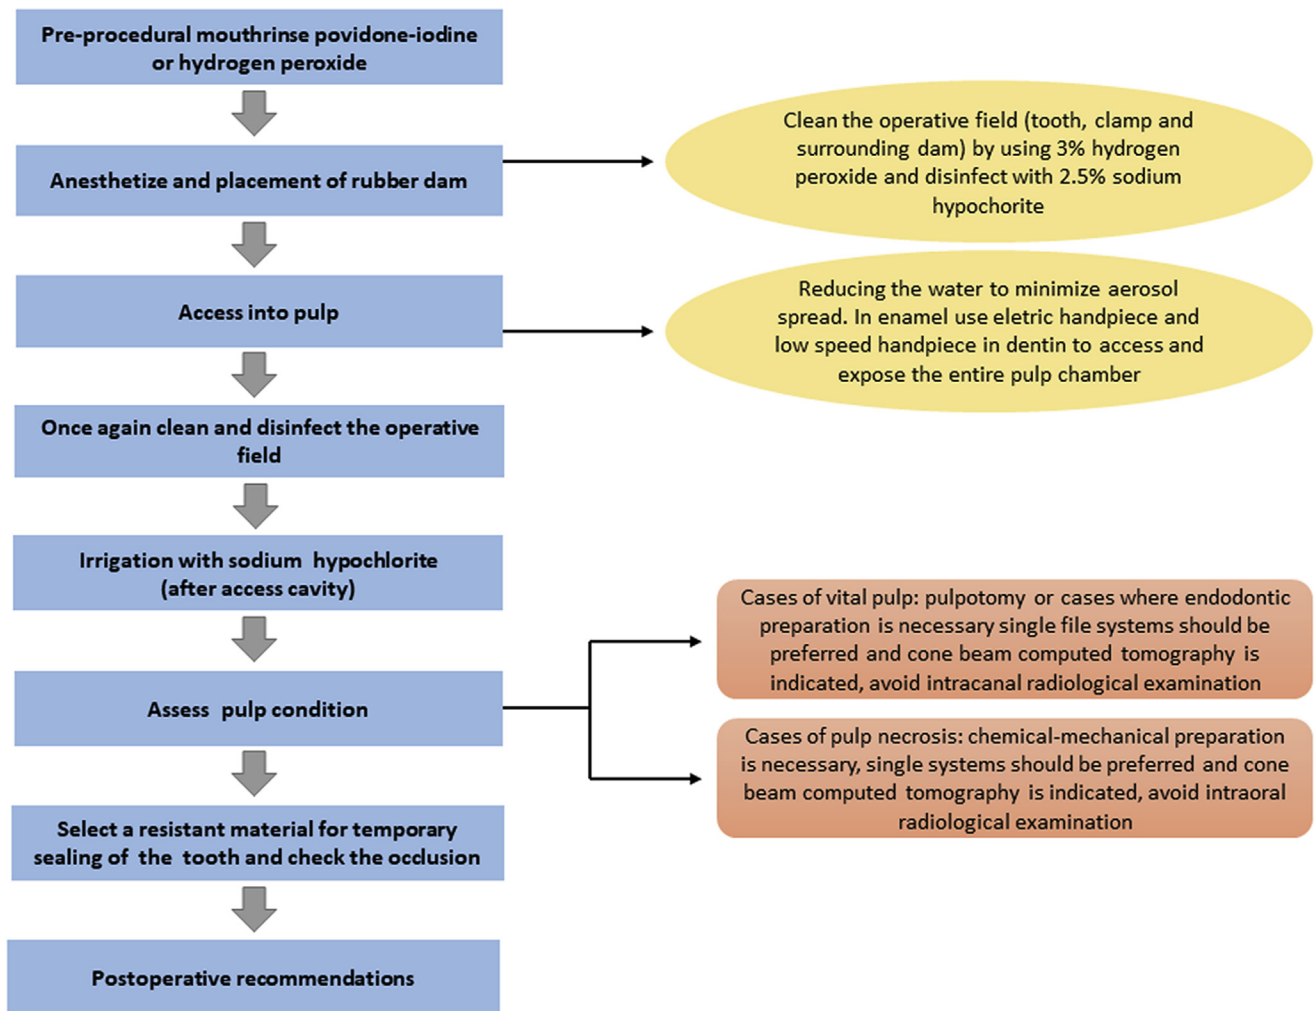 Pre-procedural mouthrinse povidone-iodine
or hydrogen peroxide
Anesthetize and placement of rubber dam
Clean the operative field (tooth, clamp and
surrounding dam) by using 3% hydrogen
peroxide and disinfect with 2.5% sodium
hypochorite
Access into pulp
Reducing the water to minimize aerosol
spread. In enamel use eletric handpiece and
low speed handpiece in dentin to access and
expose the entire pulp chamber
Once again clean and disinfect the operative
field
Irrigation with sodium hypochlorite
(after access cavity)
Assess pulp condition
Cases of vital pulp: pulpotomy or cases where endodontic
preparation is necessary single file systems should be
preferred and cone beam computed tomography is
indicated, avoid intracanal radiological examination
Cases of pulp necrosis: chemical-mechanical preparation
is necessary, single systems should be preferred and cone
beam computed tomography is indicated, avoid intraoral
radiological examination
Select a resistant material for temporary
sealing of the tooth and check the occlusion
Postoperative recommendations